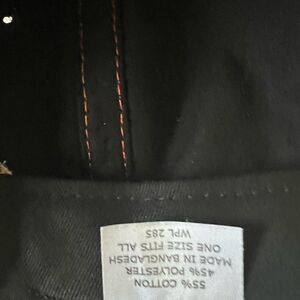 55% COTTON
45% POLYESTER
MADE IN BANGLADESH
ONE SIZE FITS ALL
WPL 285